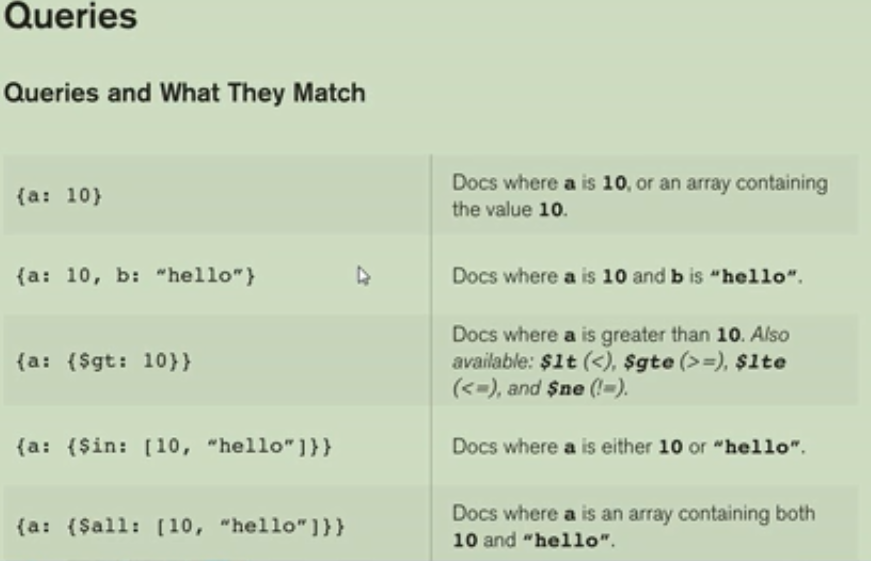 Queries
Queries and What They Match
{a: 10}
Docs where a is 10, or an array containing
the value 10.
{a: 10, b: “hello”}
Docs where a is 10 and b is “hello”.
{a: {$gt: 10}}
Docs where a is greater than 10. Also
available: $lt (<), $gte (>=), $lte
(<=), and $ne (!=).
{a: {$in: [10, “hello”]}}
Docs where a is either 10 or “hello”.
{a: {$all: [10, “hello”]}}
Docs where a is an array containing both
10 and “hello”.